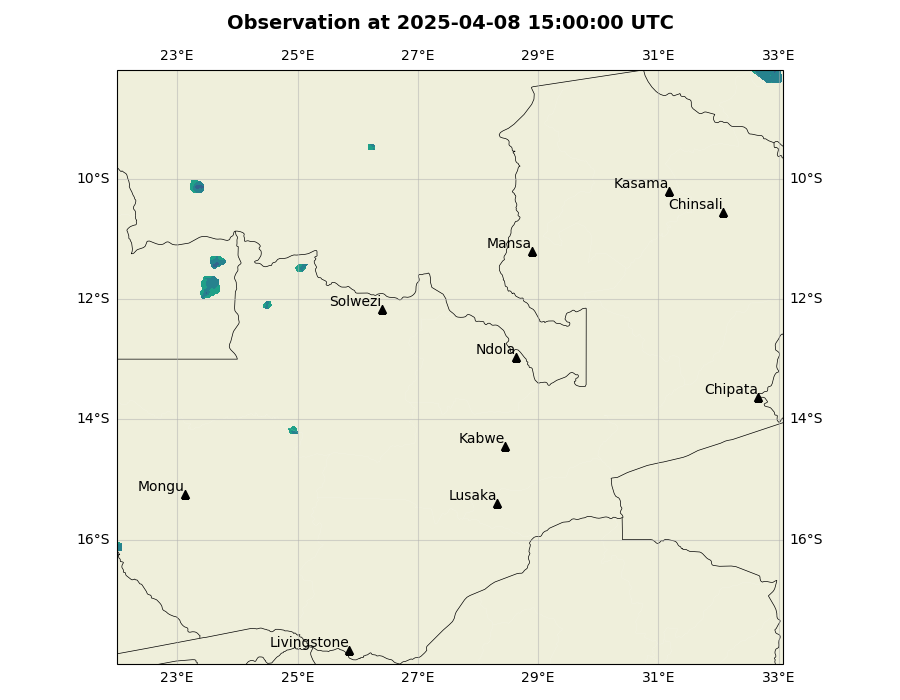 Observation at 2025-04-08 15:00:00 UTC
23°E 25°E 27°E 29°E 31°E 33°E
10°S 10°S
Kasama
Chinsali
Mansa
12°S 12°S
Solwezi
Ndola
Chipata
14°S 14°S
Kabwe
Mongu
Lusaka
16°S 16°S
Livingstone
23°E 25°E 27°E 29°E 31°E 33°E